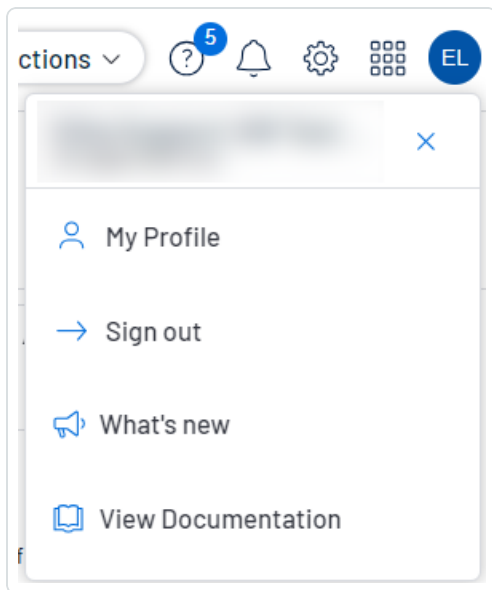 ctions
5
EL
My Profile
Sign out
What's new
View Documentation
f